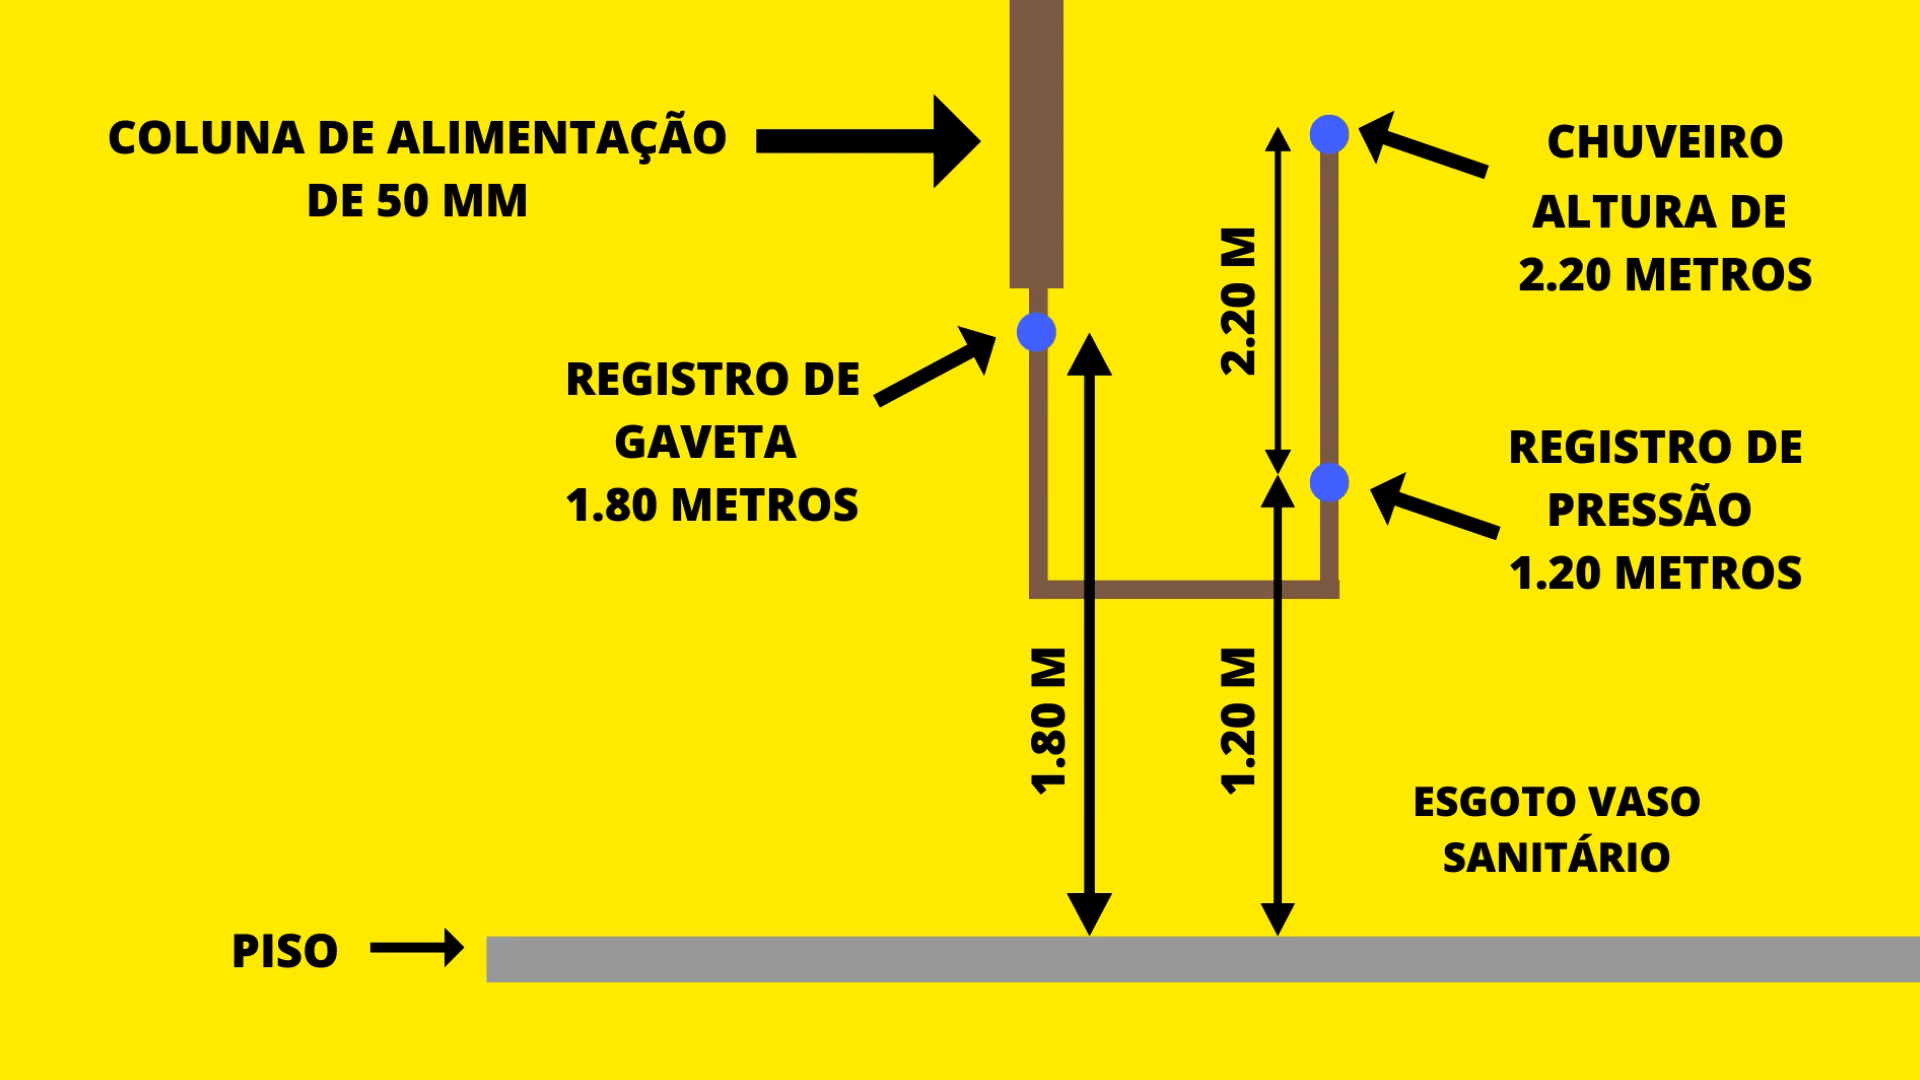 COLUNA DE ALIMENTAÇÃO
DE 50 MM
CHUVEIRO
ALTURA DE
2.20 METROS
2.20 M
REGISTRO DE
GAVETA
1.80 METROS
REGISTRO DE
PRESSÃO
1.20 METROS
1.80 M
1.20 M
ESGOTO VASO
SANITÁRIO
PISO